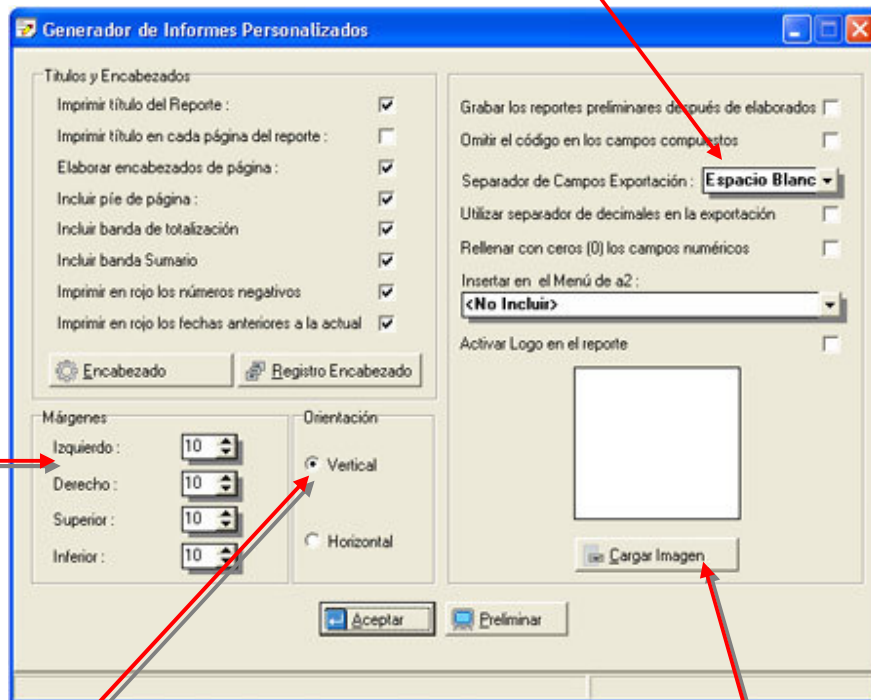 Generador de Informes Personalizados
Títulos y Encabezados
Imprimir título del Reporte :
Imprimir título en cada página del reporte :
Elaborar encabezados de página :
Incluir píe de página :
Incluir banda de totalización
Incluir banda Sumario
Imprimir en rojo los números negativos
Imprimir en rojo los fechas anteriores a la actual
Encabezado
Registro Encabezado
Márgenes
Izquierdo : 10
Derecho : 10
Superior : 10
Inferior : 10
Orientación
Vertical
Horizontal
Grabar los reportes preliminares después de elaborados
Omitir el código en los campos compuestos
Separador de Campos Exportación : Espacio Blanc
Utilizar separador de decimales en la exportación
Rellenar con ceros (0) los campos numéricos
Insertar en el Menú de a2 :
<No Incluir>
Activar Logo en el reporte
Cargar Imagen
Aceptar
Preliminar